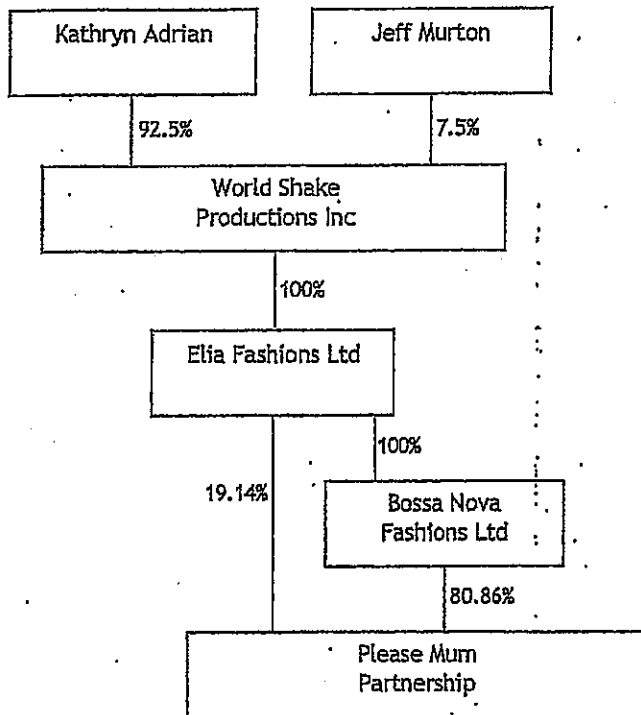 Kathryn Adrian
Jeff Murton
92.5%
7.5%
World Shake
Productions Inc
100%
Elia Fashions Ltd
100%
19.14%
Bossa Nova
Fashions Ltd
80.86%
Please Mum
Partnership